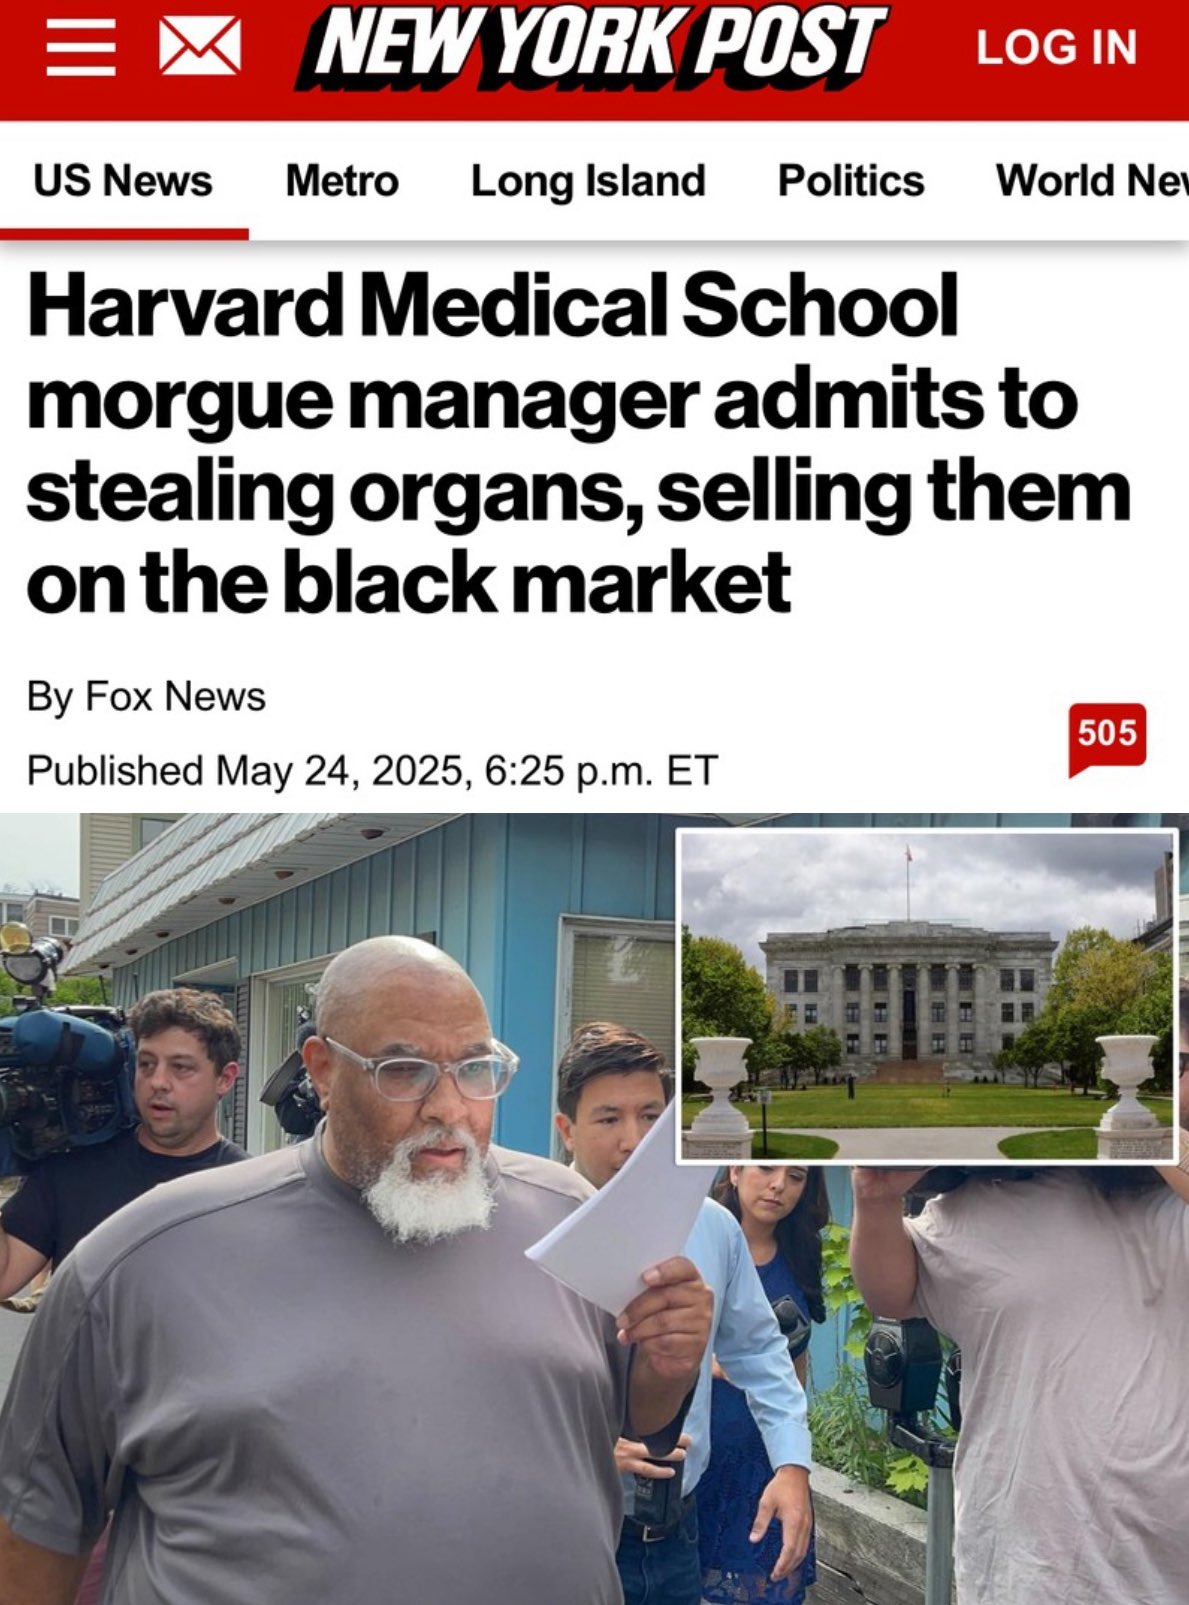 NEW YORK POST
LOG IN
US News Metro Long Island Politics World
Harvard Medical School
morgue manager admits to
stealing organs, selling them
on the black market
By Fox News
505
Published May 24, 2025, 6:25 p.m. ET